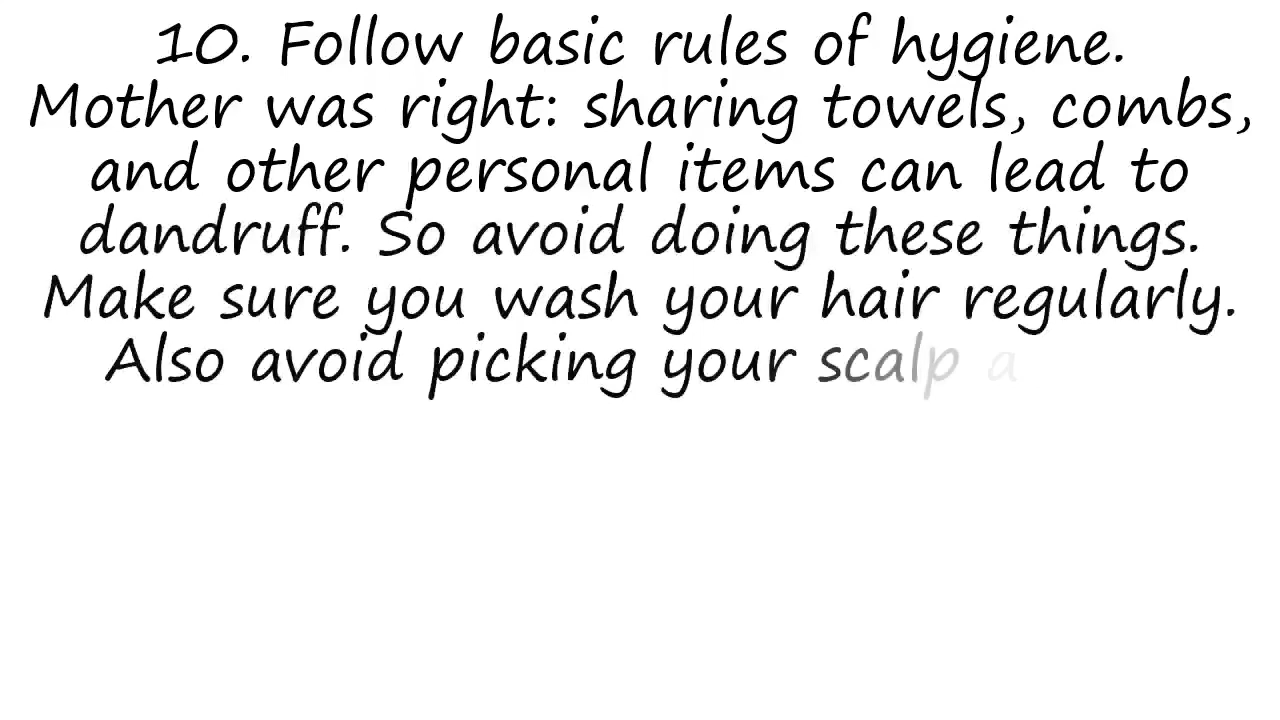 10. Follow basic rules of hygiene.
Mother was right: sharing towels, combs,
and other personal items can lead to
dandruff. So avoid doing these things.
Make sure you wash your hair regularly.
Also avoid picking your scalp a